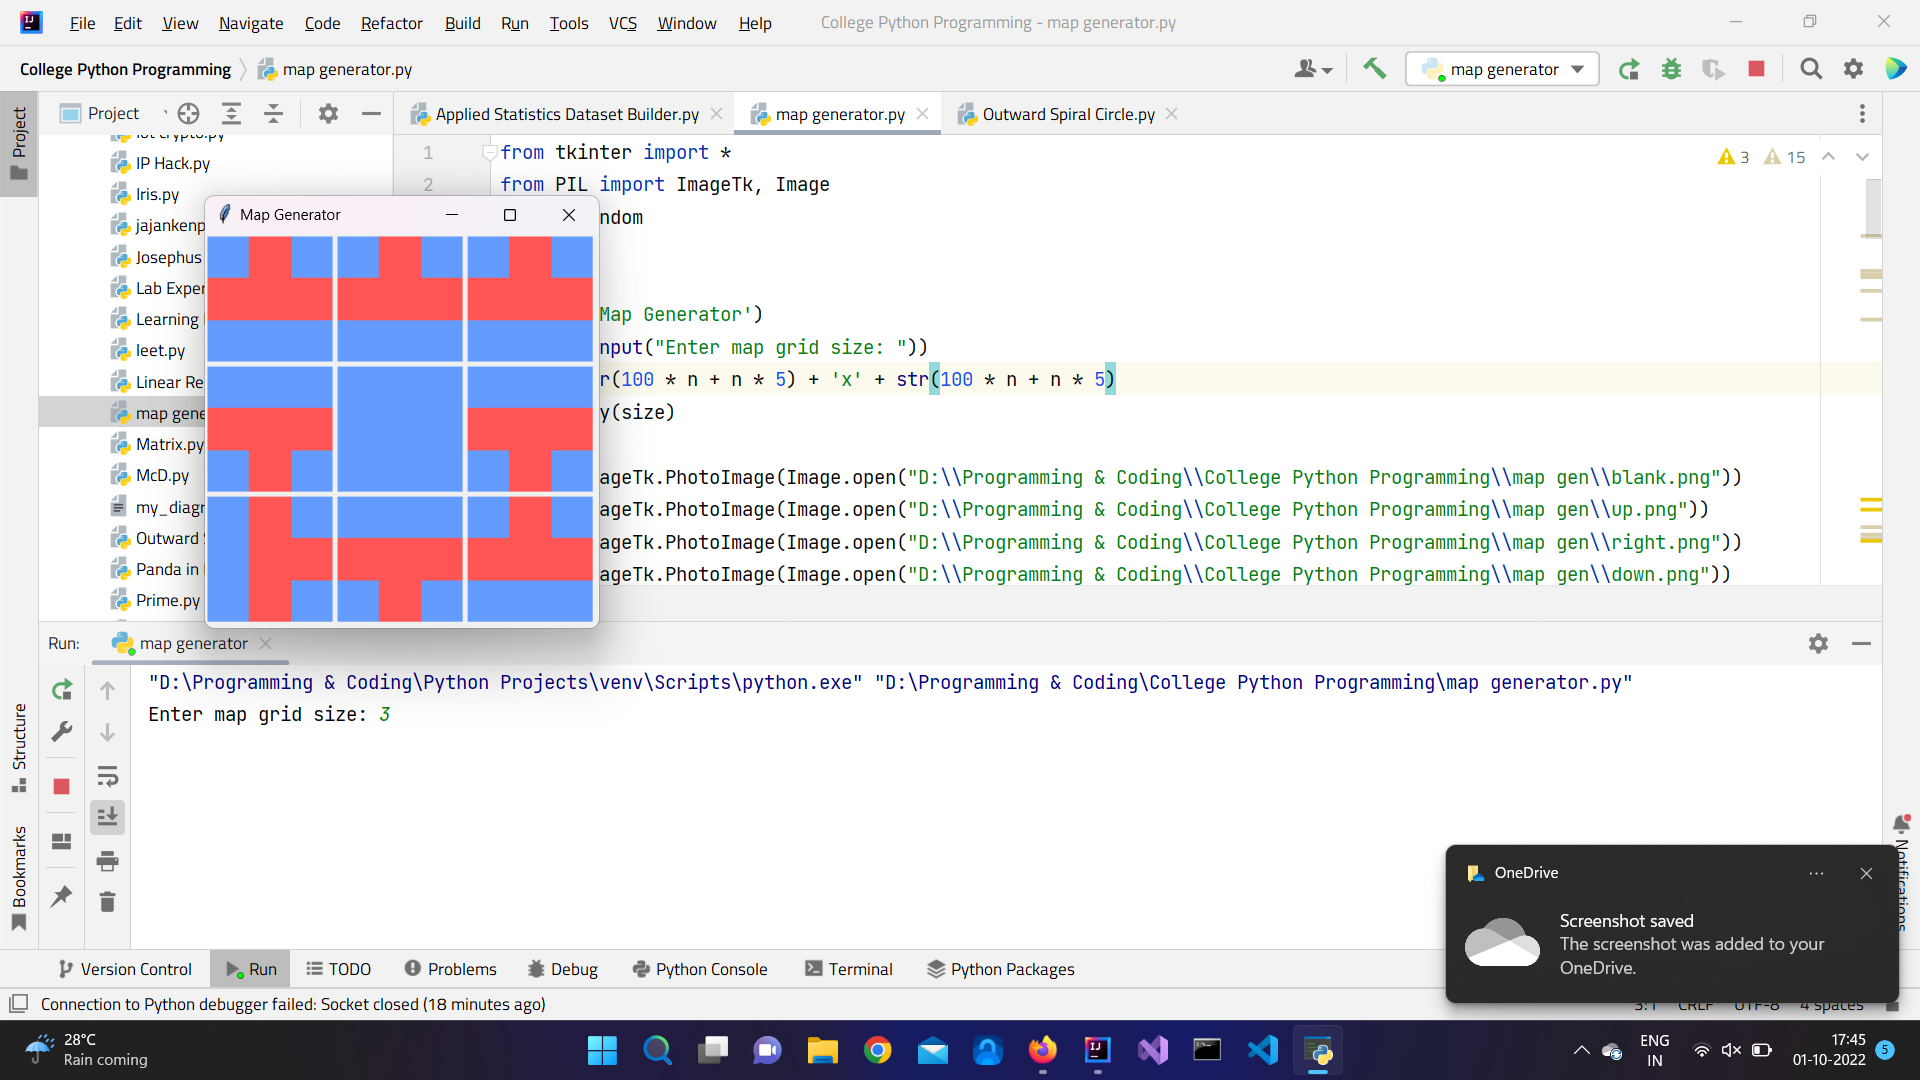 File Edit View Navigate Code Refactor Build Run Tools VCS Window Help College Python Programming - map generator.py
College Python Programming map generator.py map generator
Project Applied Statistics Dataset Builder.py map generator.py Outward Spiral Circle.py
Project
IP Hack.py
Iris.py
jajankenp
Josephus
Lab Exper
Learning
leet.py
Linear Re
map gene
Matrix.py
McD.py
my_diagr
Outward
Panda in
Prime.py
Map Generator
1 from tkinter import *
2 from PIL import ImageTk, Image
ndom
Map Generator')
nput("Enter map grid size: "))
r(100 * n + n * 5) + 'x' + str(100 * n + n * 5)
y(size)
ageTk.PhotoImage(Image.open("D:\\Programming & Coding\\College Python Programming\\map gen\\blank.png"))
ageTk.PhotoImage(Image.open("D:\\Programming & Coding\\College Python Programming\\map gen\\up.png"))
ageTk.PhotoImage(Image.open("D:\\Programming & Coding\\College Python Programming\\map gen\\right.png"))
ageTk.PhotoImage(Image.open("D:\\Programming & Coding\\College Python Programming\\map gen\\down.png"))
3 15
Run: map generator
"D:\Programming & Coding\Python Projects\venv\Scripts\python.exe" "D:\Programming & Coding\College Python Programming\map generator.py"
Enter map grid size: 3
Structure
Bookmarks
Notifications
OneDrive
Screenshot saved
The screenshot was added to your
OneDrive.
Version Control Run TODO Problems Debug Python Console Terminal Python Packages
Connection to Python debugger failed: Socket closed (18 minutes ago) 3:1 CRLF UTF-8 4 spaces
28°C
Rain coming
ENG
IN
17:45
01-10-2022
5